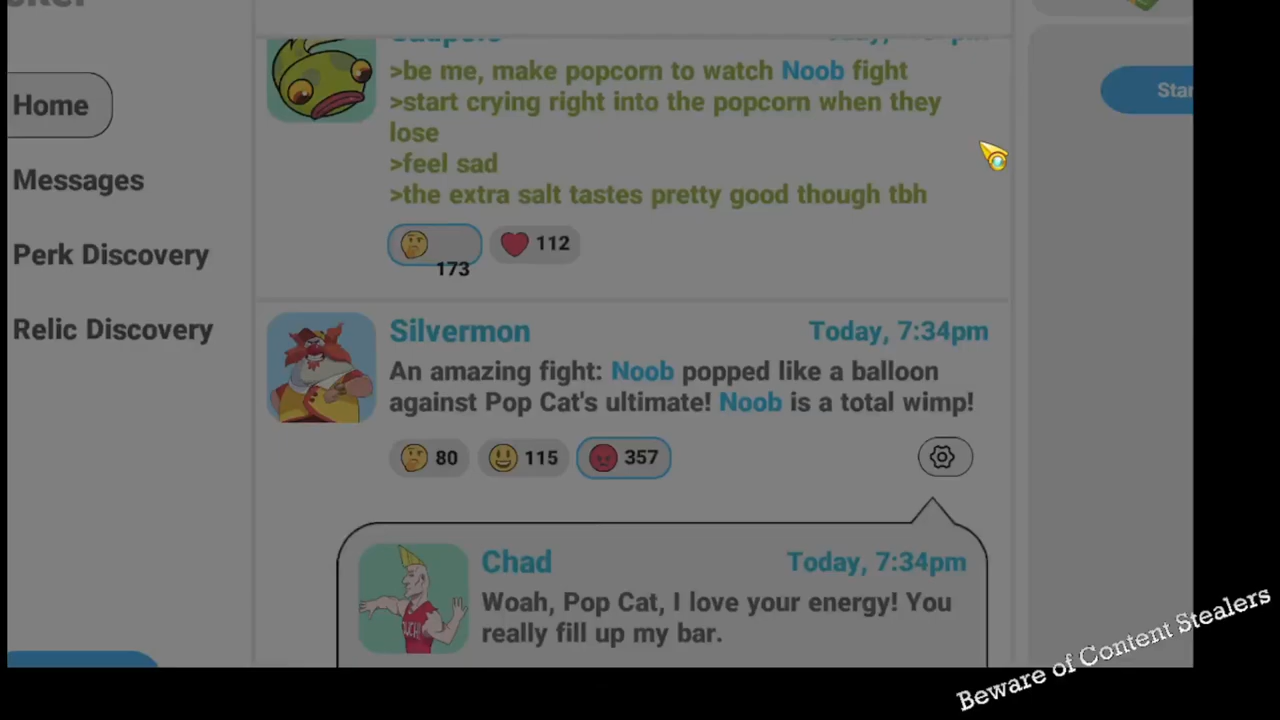 Home
Messages
Perk Discovery
Relic Discovery
>be me, make popcorn to watch Noob fight
>start crying right into the popcorn when they
lose
>feel sad
>the extra salt tastes pretty good though tbh
173
112
Silvermon
Today, 7:34pm
An amazing fight: Noob popped like a balloon
against Pop Cat's ultimate! Noob is a total wimp!
80
115
357
Chad
Today, 7:34pm
Woah, Pop Cat, I love your energy! You
really fill up my bar.
Star
Beware of Content Stealers